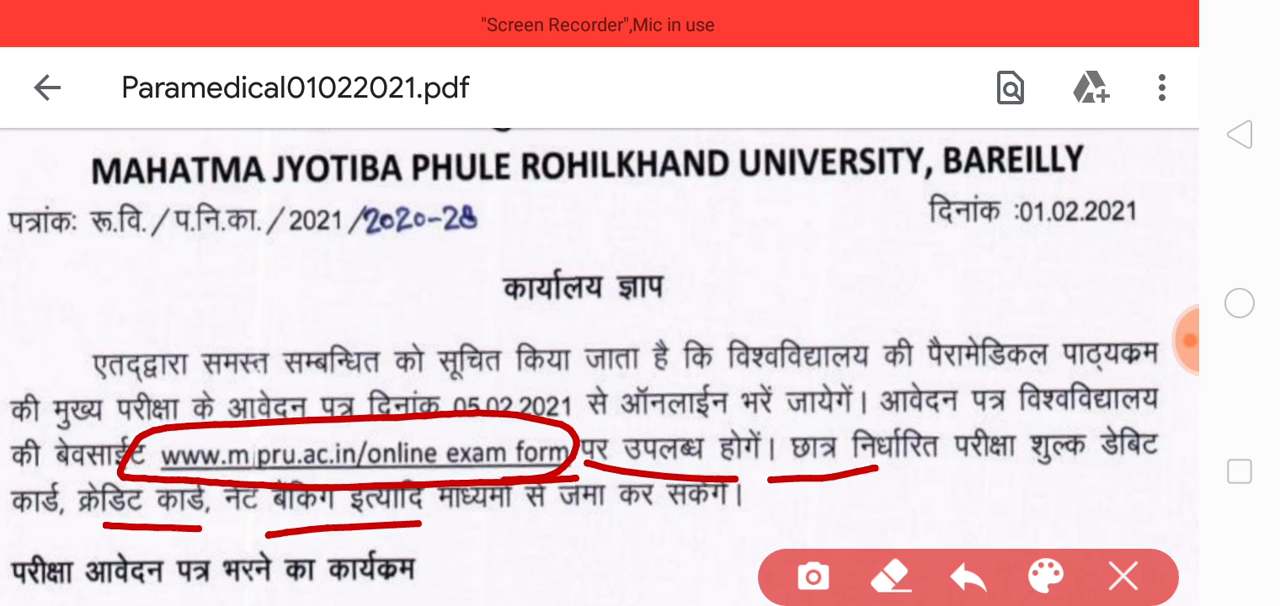 "Screen Recorder",Mic in use
Paramedical01022021.pdf
MAHATMA JYOTIBA PHULE ROHILKHAND UNIVERSITY, BAREILLY
पत्रांकः रू.वि./प.नि.का./2021/2020-28 दिनांक :01.02.2021
कार्यालय ज्ञाप
एतद्द्वारा समस्त सम्बन्धित को सूचित किया जाता है कि विश्वविद्यालय की पैरामेडिकल पाठ्यक्रम
की मुख्य परीक्षा के आवेदन पत्र दिनांक 05.02.2021 से ऑनलाईन भरें जायेगें। आवेदन पत्र विश्वविद्यालय
की बेवसाईट www.mjpru.ac.in/online exam form पर उपलब्ध होगें। छात्र निर्धारित परीक्षा शुल्क डेबिट
कार्ड, क्रेडिट कार्ड, नेट बैंकिंग इत्यादि माध्यमों से जमा कर सकेगें।
परीक्षा आवेदन पत्र भरने का कार्यक्रम